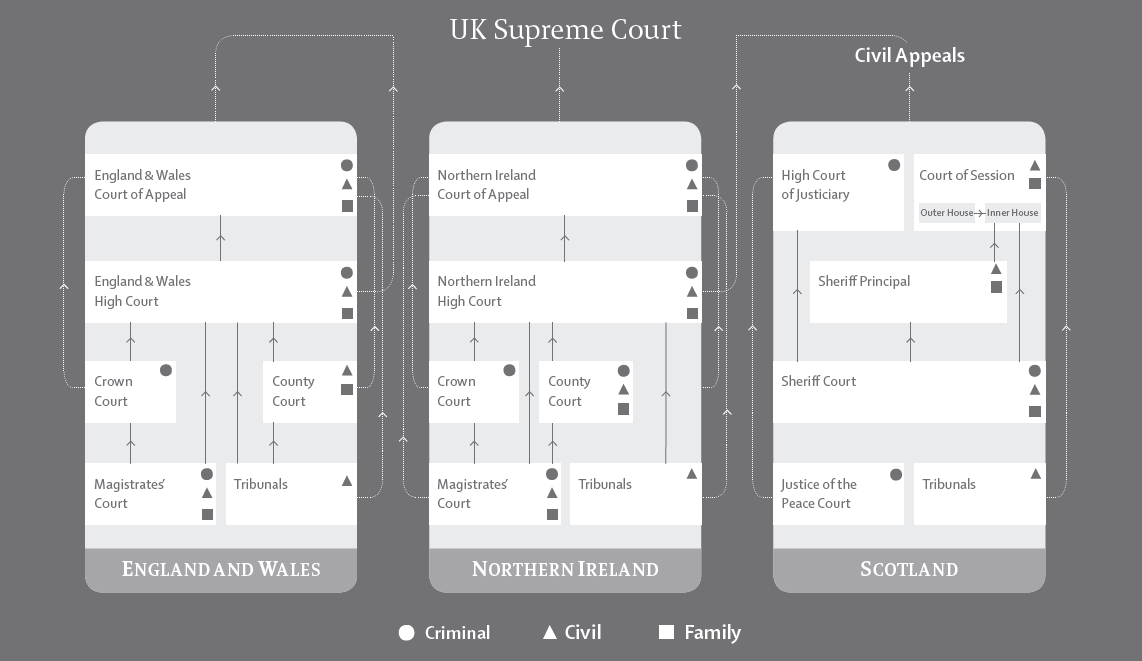 UK Supreme Court
Civil Appeals
England & Wales
Court of Appeal
England & Wales
High Court
Crown
Court
County
Court
Magistrates'
Court
Tribunals
ENGLAND AND WALES
Northern Ireland
Court of Appeal
Northern Ireland
High Court
Crown
Court
County
Court
Magistrates'
Court
Tribunals
NORTHERN IRELAND
High Court
of Justiciary
Court of Session
Outer House
Inner House
Sheriff Principal
Sheriff Court
Justice of the
Peace Court
Tribunals
SCOTLAND
Criminal
Civil
Family